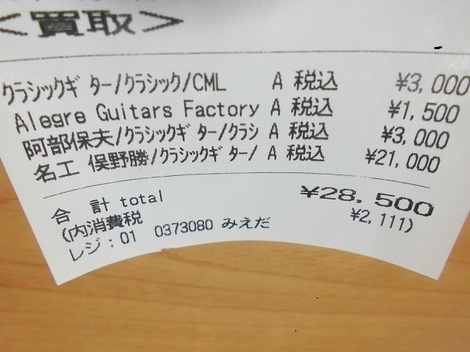 <買取>
クラシックギター/クラシック/CML A 税込 ¥3,000
Alegre Guitars Factory A 税込 ¥1,500
阿部保夫/クラシックギター/クラシ A 税込 ¥3,000
名工 俣野勝/クラシックギター/ A 税込 ¥21,000
合 計 total ¥28,500
(内消費税 ¥2,111)
レジ:01 0373080 みえだ